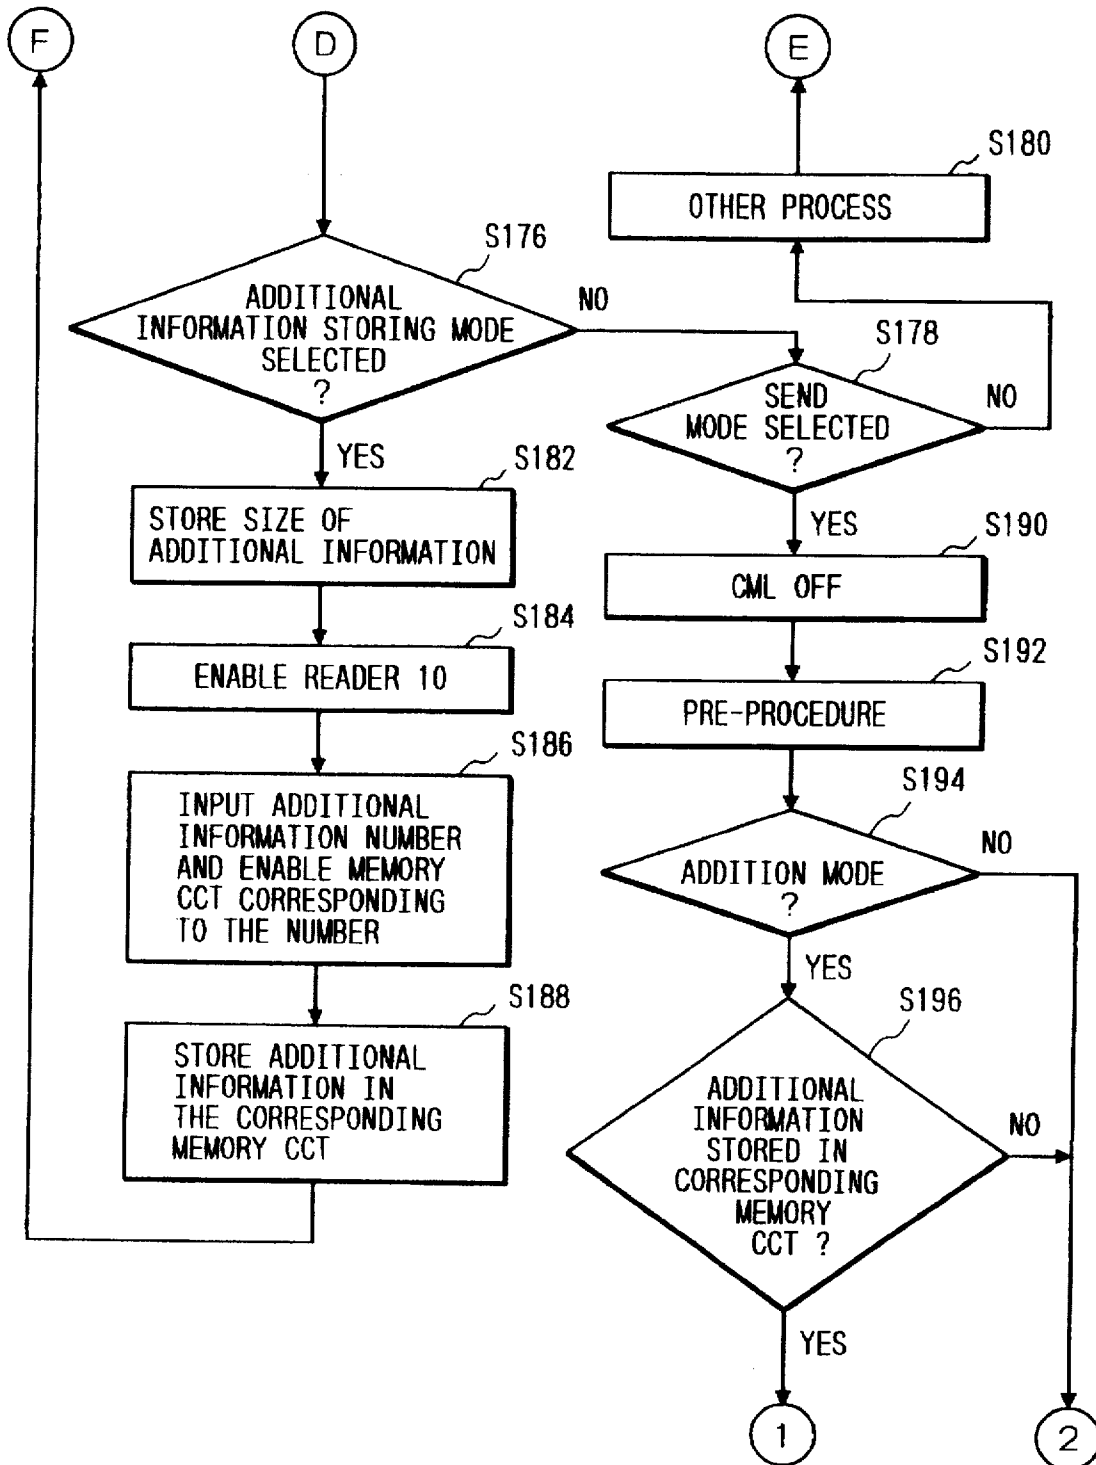 F
D
E
S180
OTHER PROCESS
S176
ADDITIONAL
INFORMATION STORING MODE
SELECTED
?
NO
S178
SEND
MODE SELECTED
?
NO
YES
S182
STORE SIZE OF
ADDITIONAL INFORMATION
YES
S190
CML OFF
S184
ENABLE READER 10
S192
PRE-PROCEDURE
S186
INPUT ADDITIONAL
INFORMATION NUMBER
AND ENABLE MEMORY
CCT CORRESPONDING
TO THE NUMBER
S194
ADDITION MODE
?
NO
YES
S188
STORE ADDITIONAL
INFORMATION IN
THE CORRESPONDING
MEMORY CCT
S196
ADDITIONAL
INFORMATION
STORED IN
CORRESPONDING
MEMORY
CCT ?
NO
YES
1
2